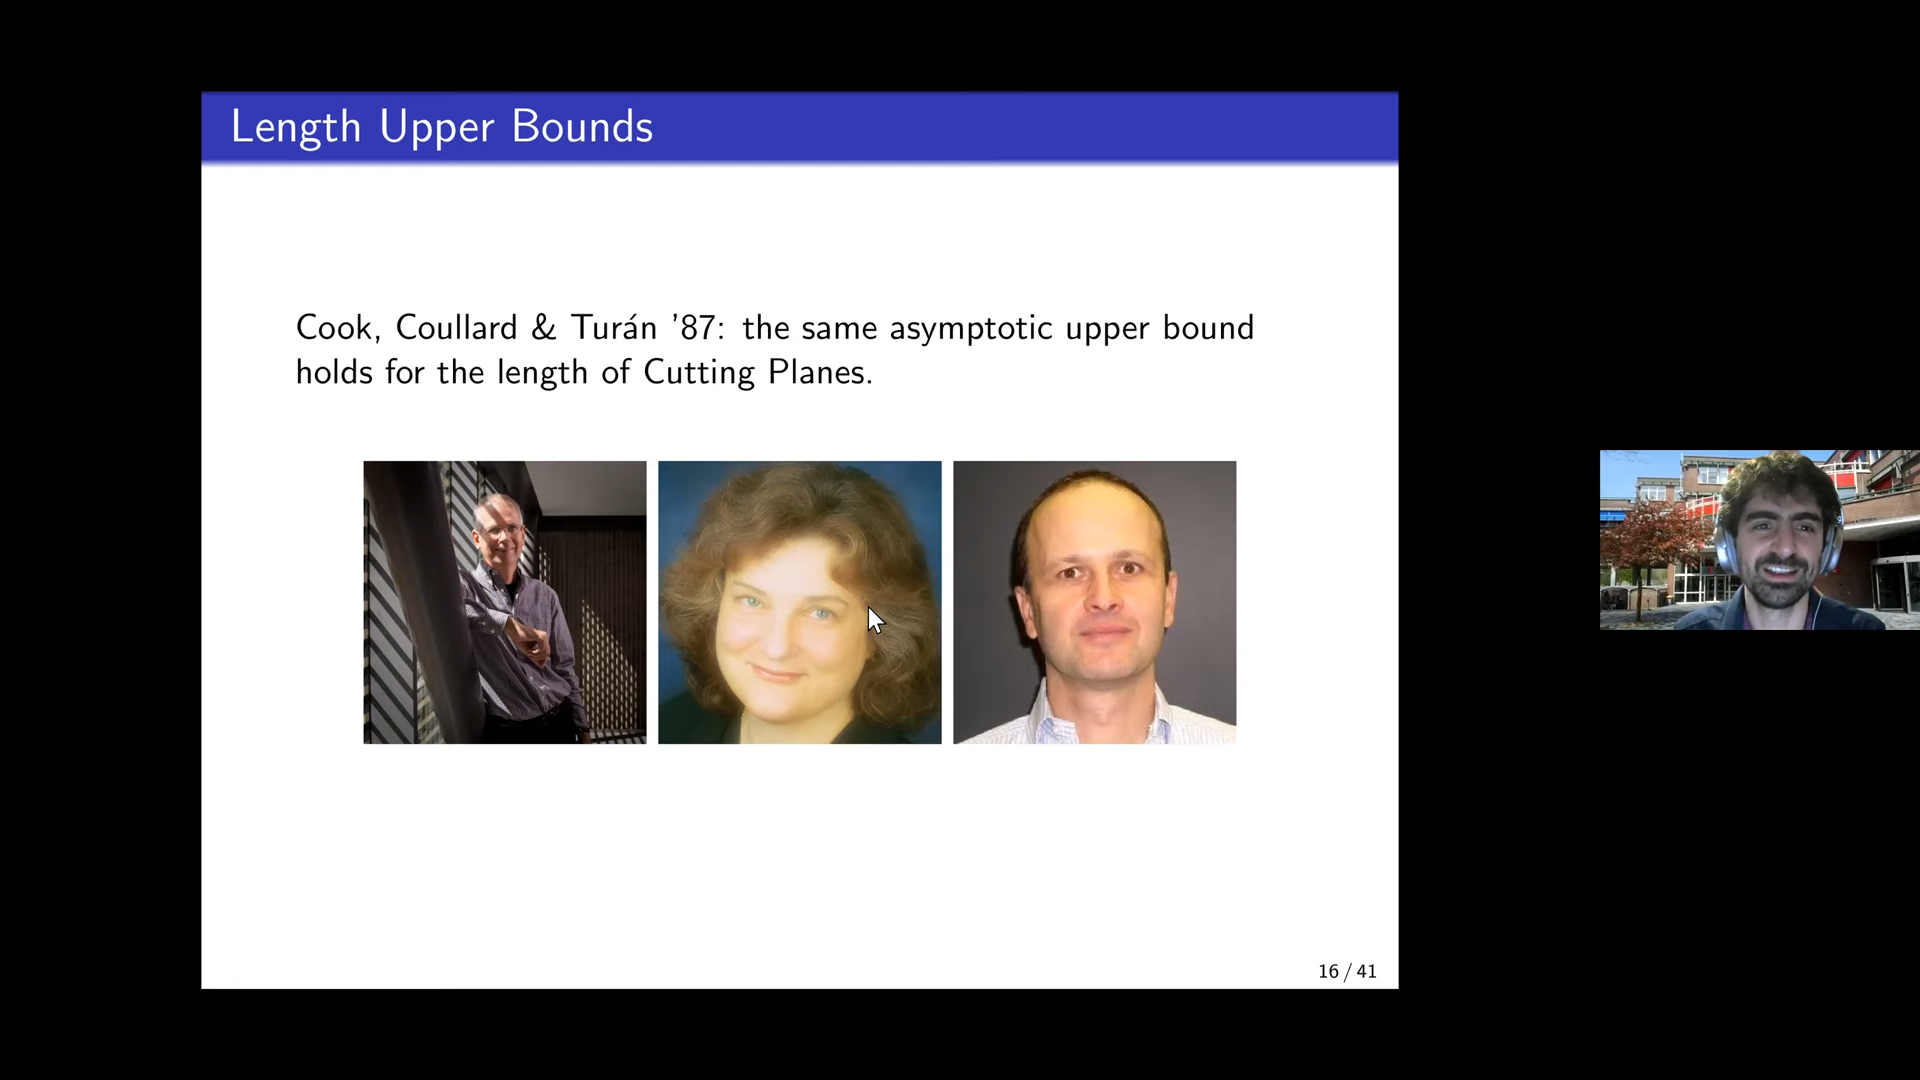 Length Upper Bounds
Cook, Coullard & Turán ’87: the same asymptotic upper bound
holds for the length of Cutting Planes.
16 / 41